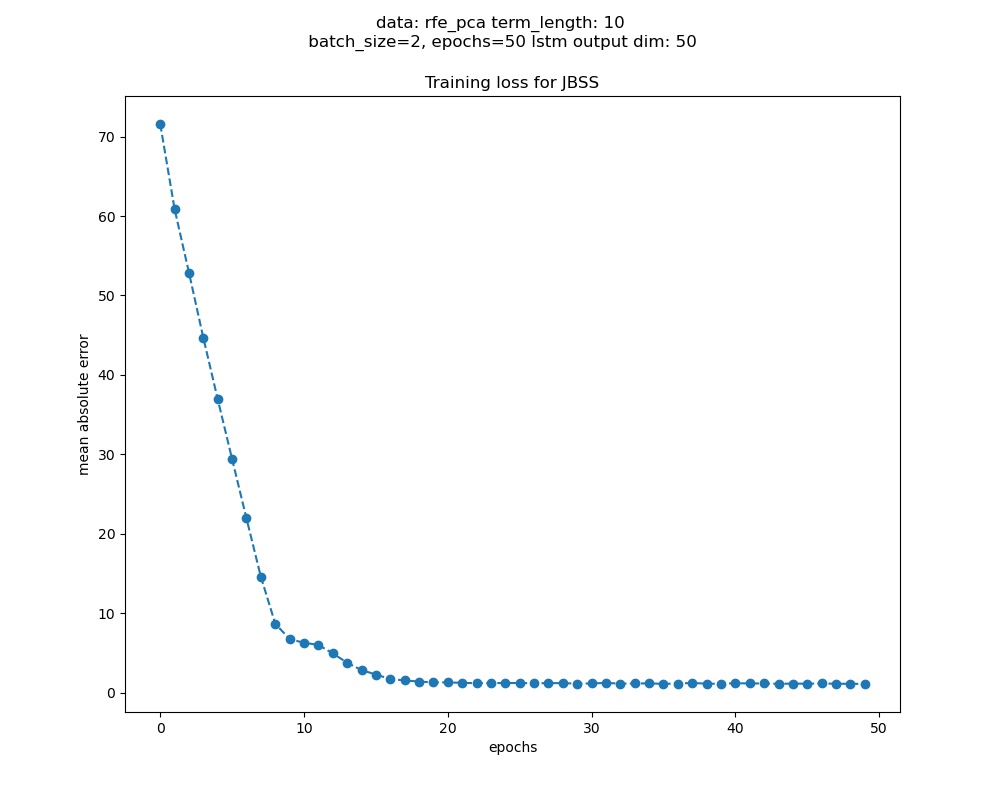 data: rfe_pca term_length: 10
batch_size=2, epochs=50 lstm output dim: 50
Training loss for JBSS
70
60
50
40
30
20
10
0
mean absolute error
0 10 20 30 40 50
epochs